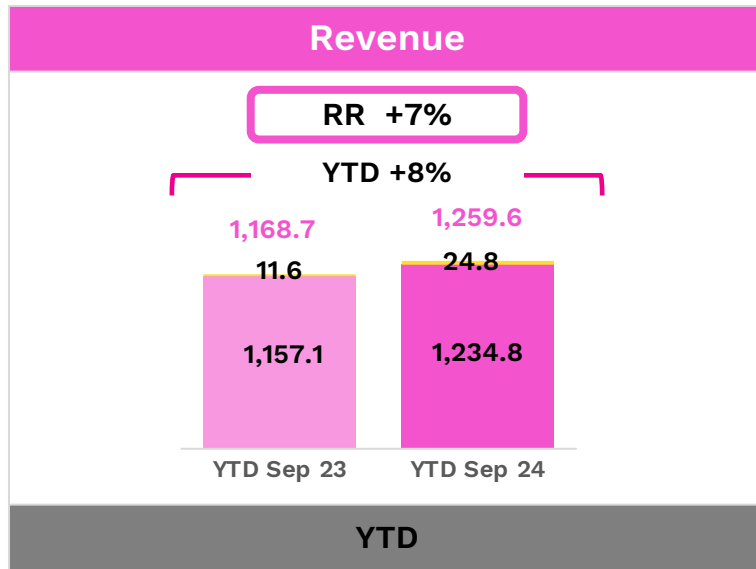 Revenue
RR +7%
YTD +8%
1,168.7
1,259.6
11.6
24.8
1,157.1
1,234.8
YTD Sep 23
YTD Sep 24
YTD